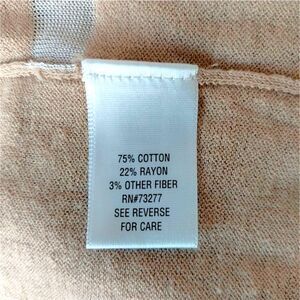 75% COTTON
22% RAYON
3% OTHER FIBER
RN#73277
SEE REVERSE
FOR CARE